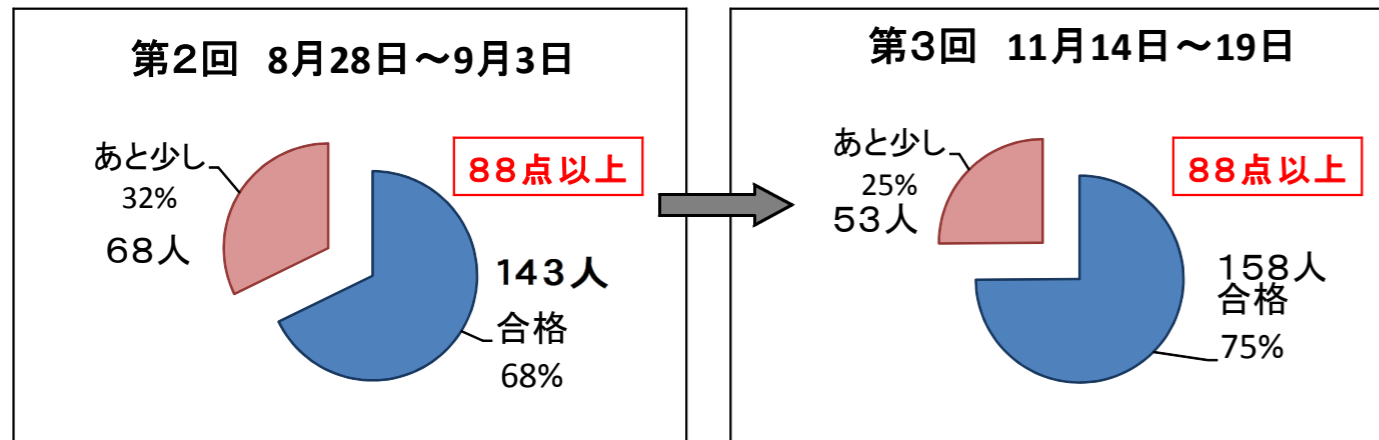 第２回 8月28日～9月3日
あと少し
32%
６８人
８８点以上
１４３人
合格
68%
第３回 11月14日～19日
あと少し
25%
５３人
８８点以上
１５８人
合格
75%